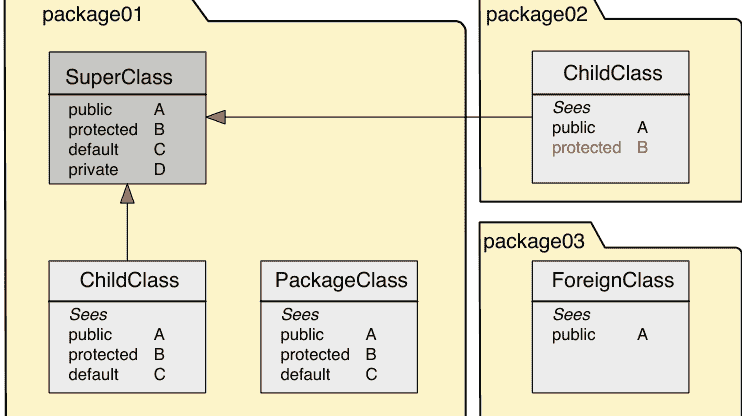 package01
SuperClass
public A
protected B
default C
private D
ChildClass
Sees
public A
protected B
default C
PackageClass
Sees
public A
protected B
default C
package02
ChildClass
Sees
public A
protected B
package03
ForeignClass
Sees
public A